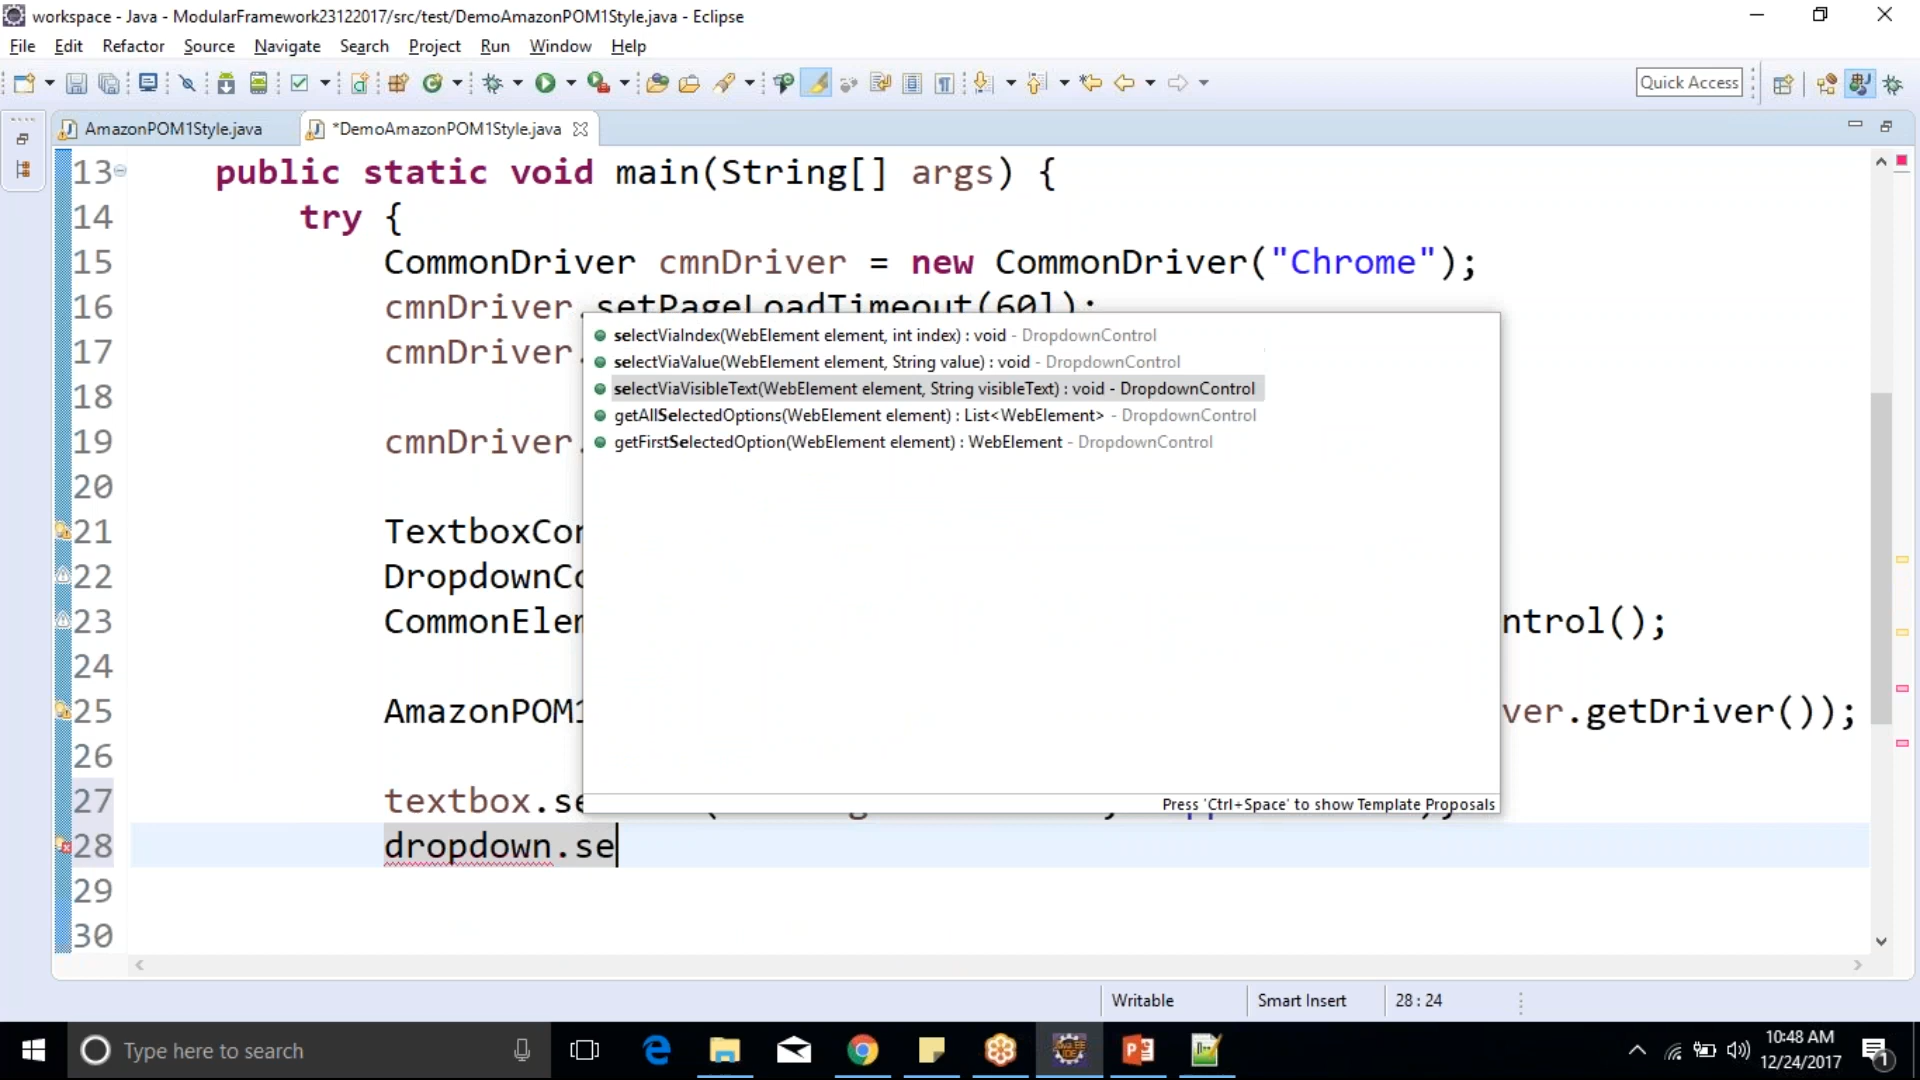 workspace - Java - ModularFramework23122017/src/test/DemoAmazonPOM1Style.java - Eclipse
File Edit Refactor Source Navigate Search Project Run Window Help
Quick Access
AmazonPOM1Style.java *DemoAmazonPOM1Style.java
13 public static void main(String[] args) {
14 try {
15 CommonDriver cmnDriver = new CommonDriver("Chrome");
16 cmnDriver.setPageLoadTimeout(60l);
selectViaIndex(WebElement element, int index) : void - DropdownControl
17 cmnDriver.
selectViaValue(WebElement element, String value) : void - DropdownControl
selectViaVisibleText(WebElement element, String visibleText) : void - DropdownControl
18
getAllSelectedOptions(WebElement element) : List<WebElement> - DropdownControl
getFirstSelectedOption(WebElement element) : WebElement - DropdownControl
19 cmnDriver.
20
21 TextboxCon
22 DropdownCo
23 CommonElem ntrol();
24
25 AmazonPOM1 ver.getDriver());
26
27 textbox.se
Press 'Ctrl+Space' to show Template Proposals
28 dropdown.se
29
30
Writable Smart Insert 28 : 24
Type here to search
10:48 AM
12/24/2017
1